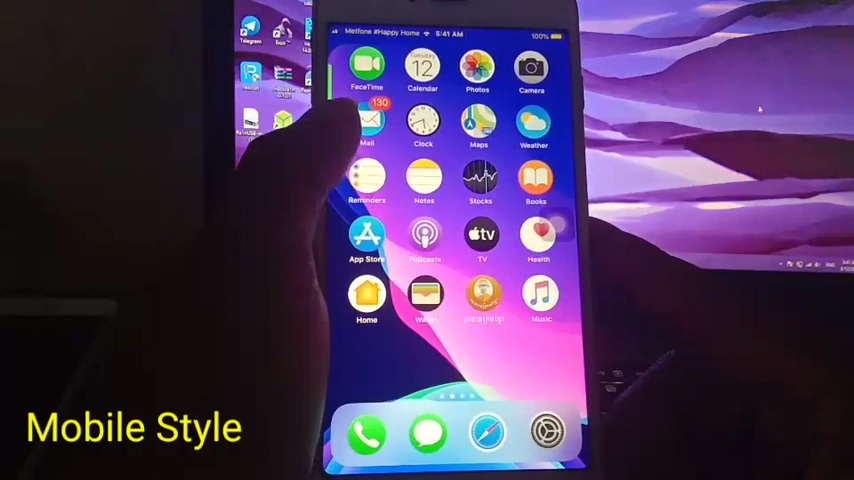 Metfone #Happy Home 5:41 AM 100%
Telegram
FaceTime
Tuesday
12
Calendar
Photos
Camera
130
Mail
Clock
Maps
Weather
Reminders
Notes
Stocks
Books
App Store
Podcasts
tv
TV
Health
Home
Wallet
Music
Mobile Style